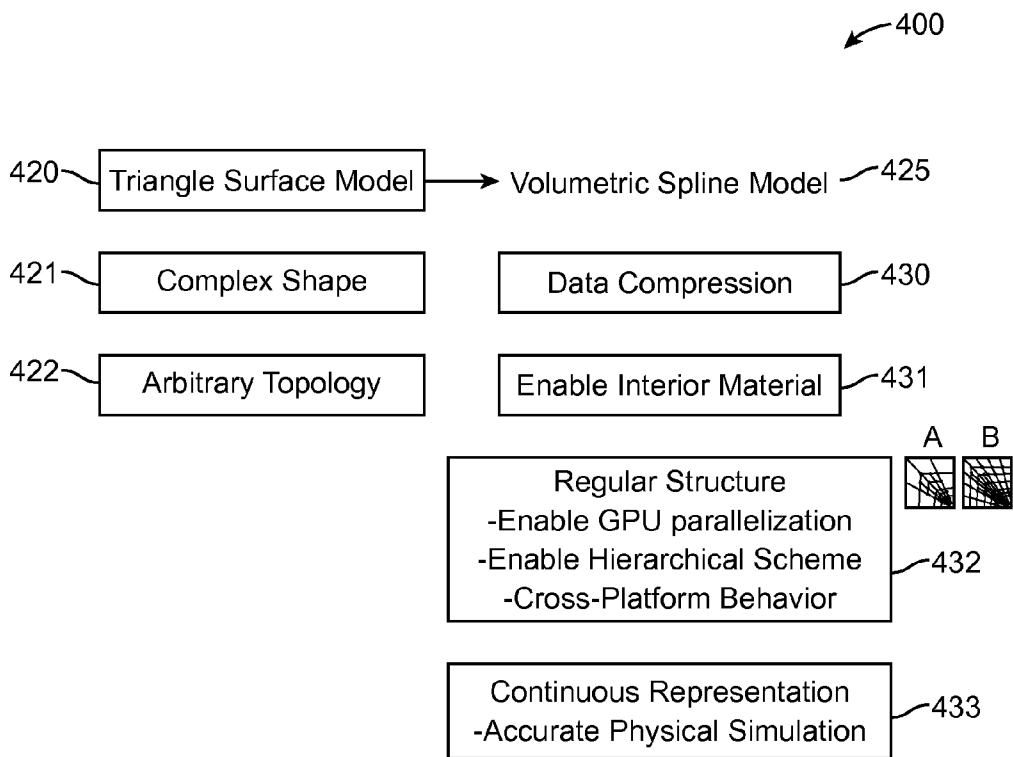 400
420 Triangle Surface Model Volumetric Spline Model 425
421 Complex Shape Data Compression 430
422 Arbitrary Topology Enable Interior Material 431
A B
Regular Structure
-Enable GPU parallelization
-Enable Hierarchical Scheme 432
-Cross-Platform Behavior
Continuous Representation
-Accurate Physical Simulation 433